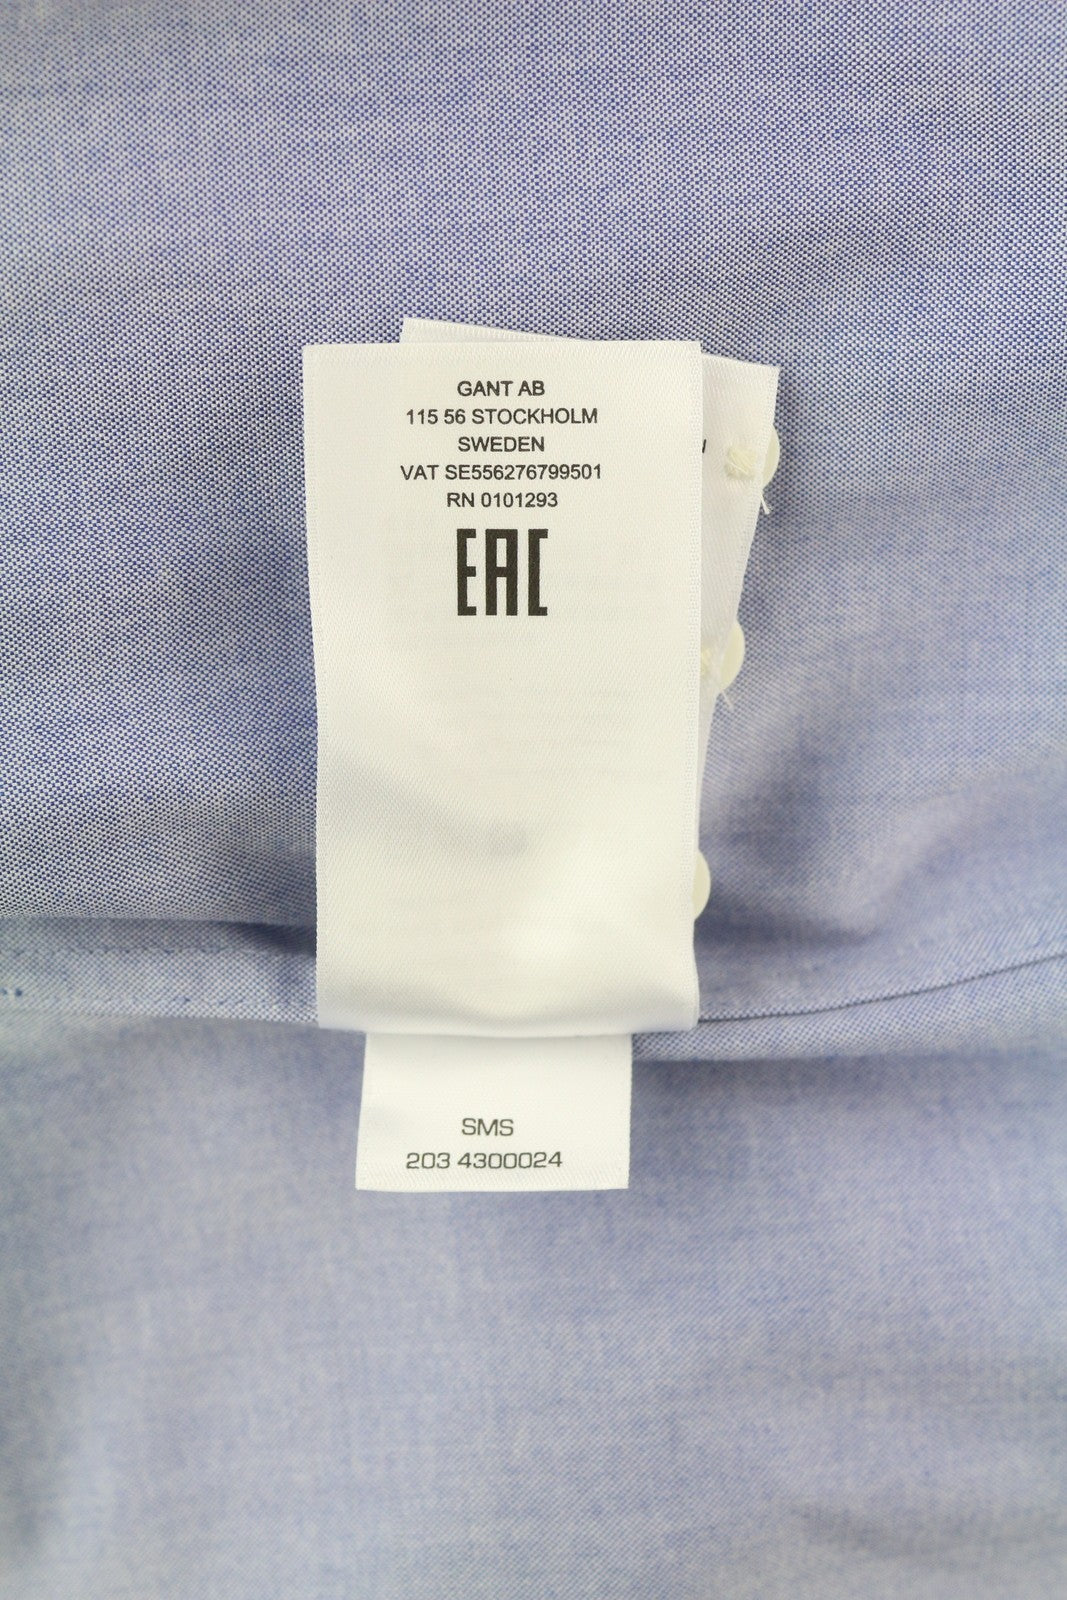 GANT AB
115 56 STOCKHOLM
SWEDEN
VAT SE556276799501
RN 0101293
EAC
SMS
203 4300024